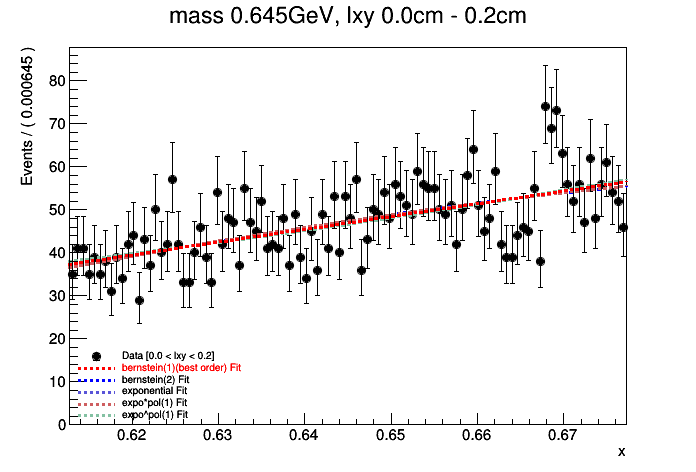 mass 0.645GeV, lxy 0.0cm - 0.2cm
Events / ( 0.000645 )
80
70
60
50
40
30
20
10
0
Data [0.0 < lxy < 0.2]
bernstein(1)(best order) Fit
bernstein(2) Fit
exponential Fit
expo*pol(1) Fit
expo^pol(1) Fit
0.62 0.63 0.64 0.65 0.66 0.67
x